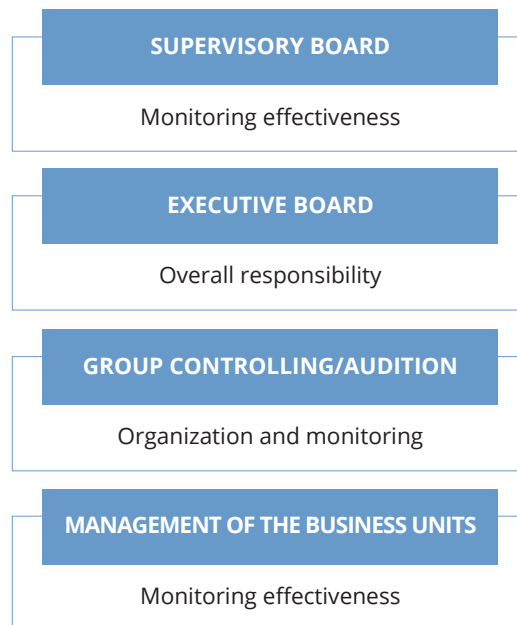 SUPERVISORY BOARD
Monitoring effectiveness
EXECUTIVE BOARD
Overall responsibility
GROUP CONTROLLING/AUDITION
Organization and monitoring
MANAGEMENT OF THE BUSINESS UNITS
Monitoring effectiveness